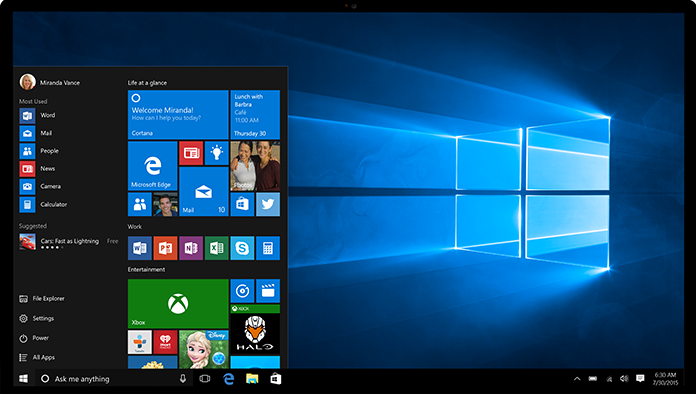 Miranda Vance
Most Used
Word
Mail
People
News
Camera
Calculator
Suggested
Cars: Fast as Lightning
Free
File Explorer
Settings
Power
All Apps
Life at a glance
Welcome Miranda!
How can I help you today?
Cortana
Lunch with
Barbra
Café
11:00 AM
Thursday 30
Microsoft Edge
Photos
Mail 10
Work
Entertainment
Xbox
XBOX
HALO
iHeart
RADIO
Disney
Ask me anything
6:30 AM
7/30/2015